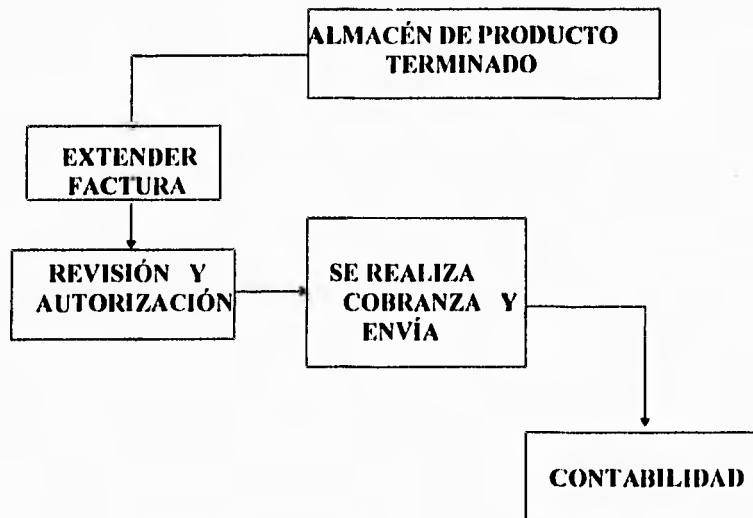 ALMACÉN DE PRODUCTO
TERMINADO
EXTENDER
FACTURA
REVISIÓN Y
AUTORIZACIÓN
SE REALIZA
COBRANZA Y
ENVÍA
CONTABILIDAD